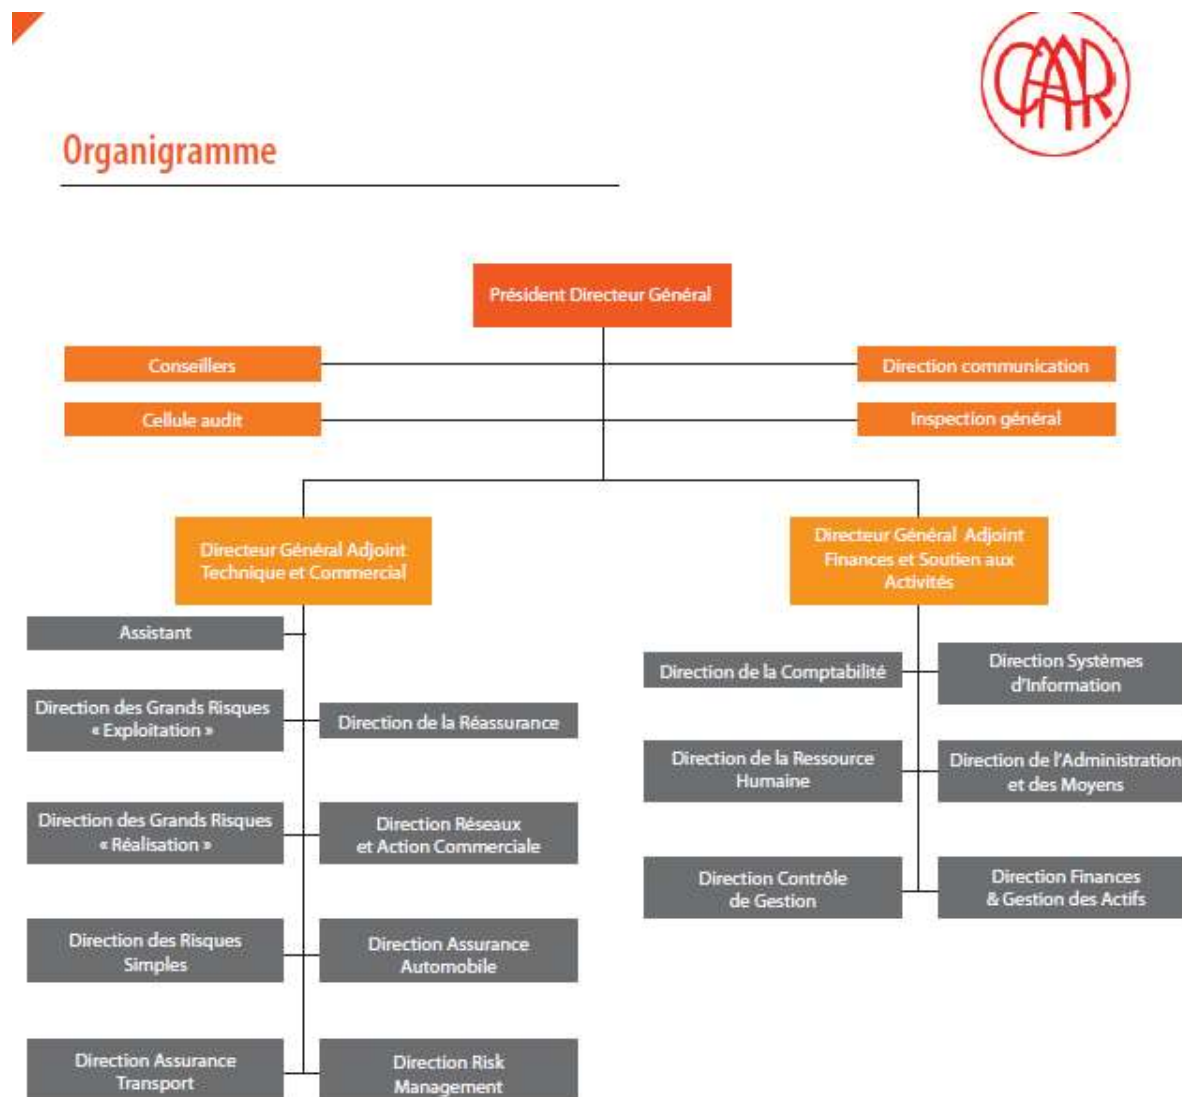 CAAR
Organigramme
Président Directeur Général
Conseillers
Direction communication
Cellule audit
Inspection général
Directeur Général Adjoint
Technique et Commercial
Directeur Général Adjoint
Finances et Soutien aux
Activités
Assistant
Direction de la Comptabilité
Direction Systèmes
d'Information
Direction des Grands Risques
« Exploitation »
Direction de la Réassurance
Direction de la Ressource
Humaine
Direction de l'Administration
et des Moyens
Direction des Grands Risques
« Réalisation »
Direction Réseaux
et Action Commerciale
Direction Contrôle
de Gestion
Direction Finances
& Gestion des Actifs
Direction des Risques
Simples
Direction Assurance
Automobile
Direction Assurance
Transport
Direction Risk
Management